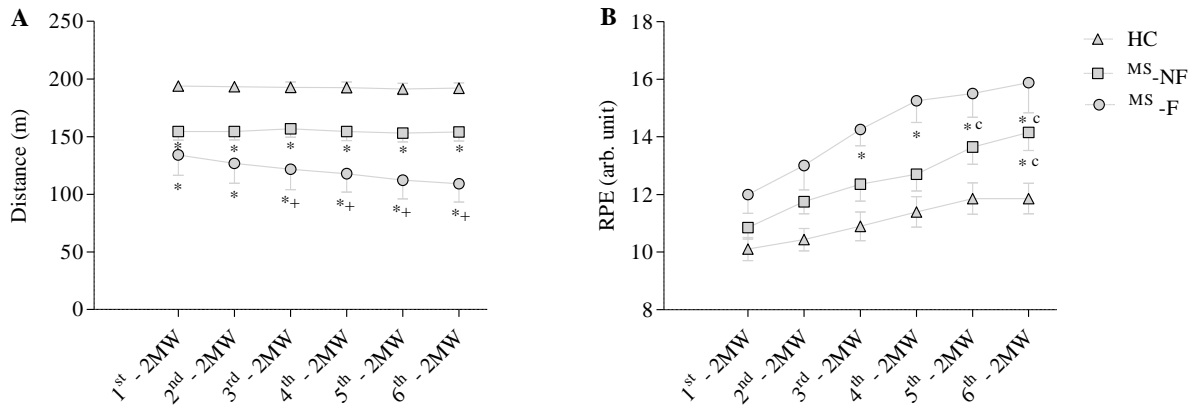 A
250
200
150
100
50
0
Distance (m)
* * * * * *
* * *+ *+ *+ *+
1st - 2MW
2nd - 2MW
3rd - 2MW
4th - 2MW
5th - 2MW
6th - 2MW
B
18
16
14
12
10
8
RPE (arb. unit)
* * * c * c
* c
1st - 2MW
2nd - 2MW
3rd - 2MW
4th - 2MW
5th - 2MW
6th - 2MW
HC
MS-NF
MS-F